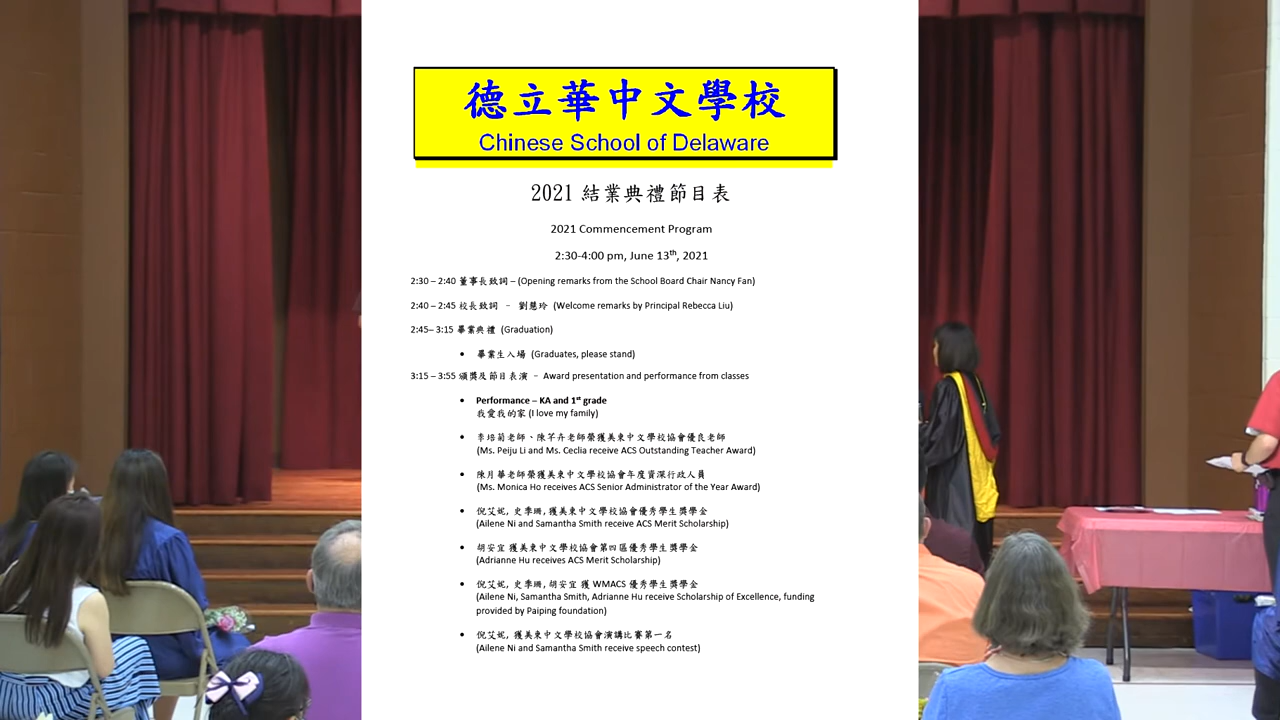 德立華中文學校
Chinese School of Delaware
2021 結業典禮節目表
2021 Commencement Program
2:30-4:00 pm, June 13th, 2021
2:30 – 2:40 董事長致詞 – (Opening remarks from the School Board Chair Nancy Fan)
2:40 – 2:45 校長致詞 – 劉慧玲 (Welcome remarks by Principal Rebecca Liu)
2:45– 3:15 畢業典禮 (Graduation)
• 畢業生入場 (Graduates, please stand)
3:15 – 3:55 頒獎及節目表演 – Award presentation and performance from classes
• Performance – KA and 1st grade
我愛我的家 (I love my family)
• 李培菊老師、陳芣卉老師榮獲美東中文學校協會優良老師
(Ms. Peiju Li and Ms. Ceclia receive ACS Outstanding Teacher Award)
• 陳月華老師榮獲美東中文學校協會年度資深行政人員
(Ms. Monica Ho receives ACS Senior Administrator of the Year Award)
• 倪艾妮, 史季珊, 獲美東中文學校協會優秀學生獎學金
(Ailene Ni and Samantha Smith receive ACS Merit Scholarship)
• 胡安宜 獲美東中文學校協會第四區優秀學生獎學金
(Adrianne Hu receives ACS Merit Scholarship)
• 倪艾妮, 史季珊, 胡安宜 獲 WMACS 優秀學生獎學金
(Ailene Ni, Samantha Smith, Adrianne Hu receive Scholarship of Excellence, funding
provided by Paiping foundation)
• 倪艾妮, 獲美東中文學校協會演講比賽第一名
(Ailene Ni and Samantha Smith receive speech contest)